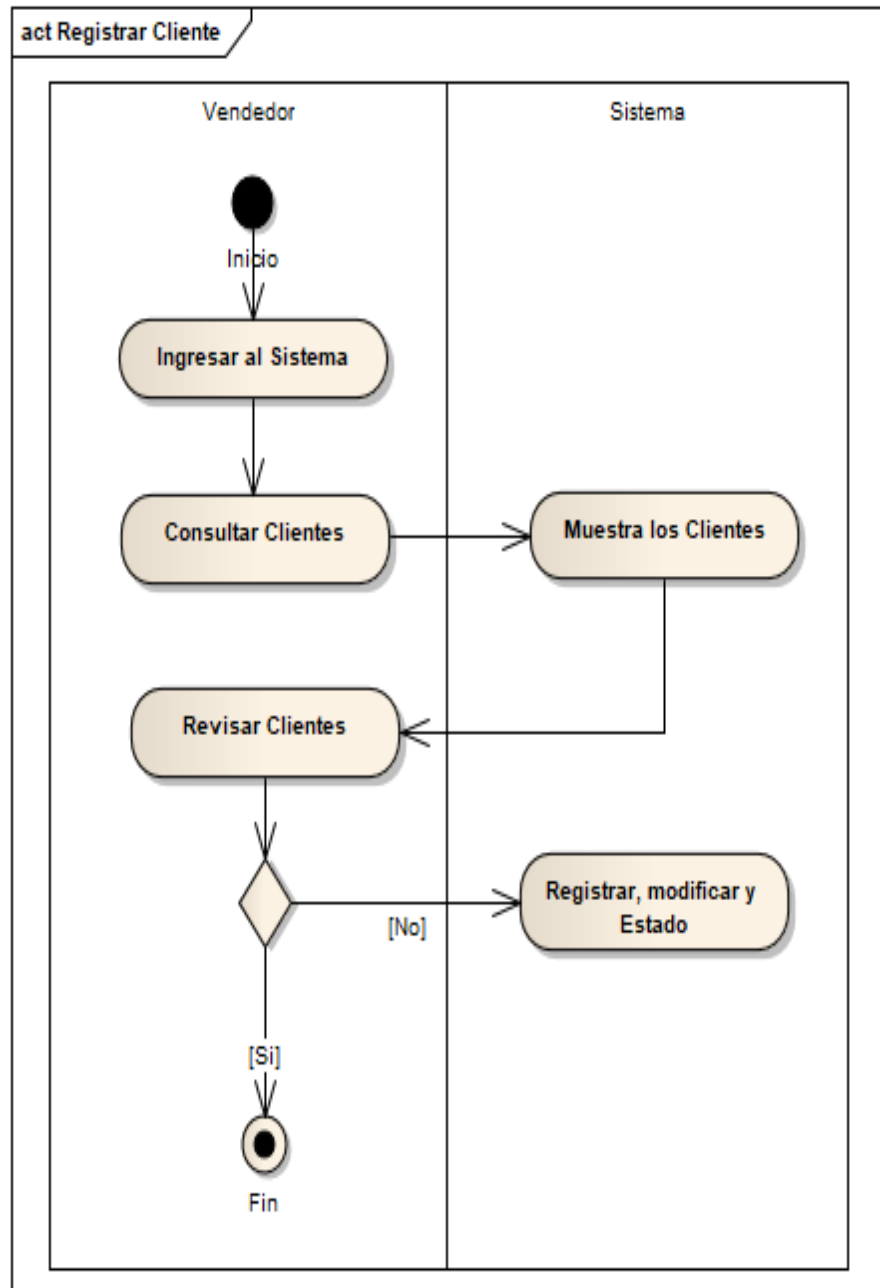 act Registrar Cliente
Vendedor
Sistema
Inicio
Ingresar al Sistema
Consultar Clientes
Muestra los Clientes
Revisar Clientes
Registrar, modificar y
Estado
[No]
[Si]
Fin